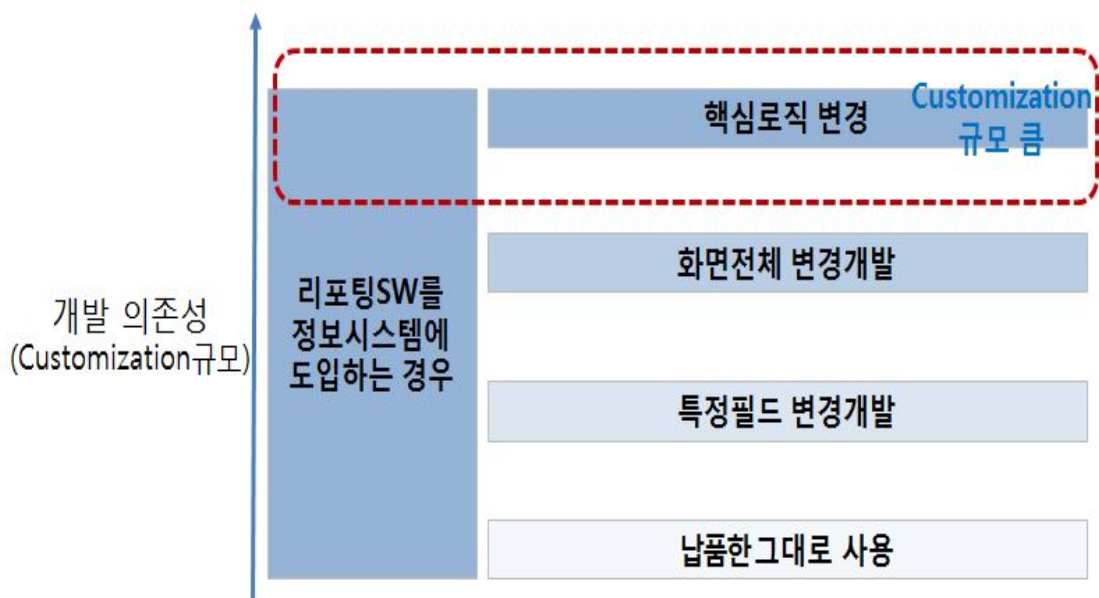 핵심로직 변경
Customization
규모 큼
화면전체 변경개발
리포팅SW를
정보시스템에
도입하는 경우
개발 의존성
(Customization규모)
특정필드 변경개발
납품한그대로 사용